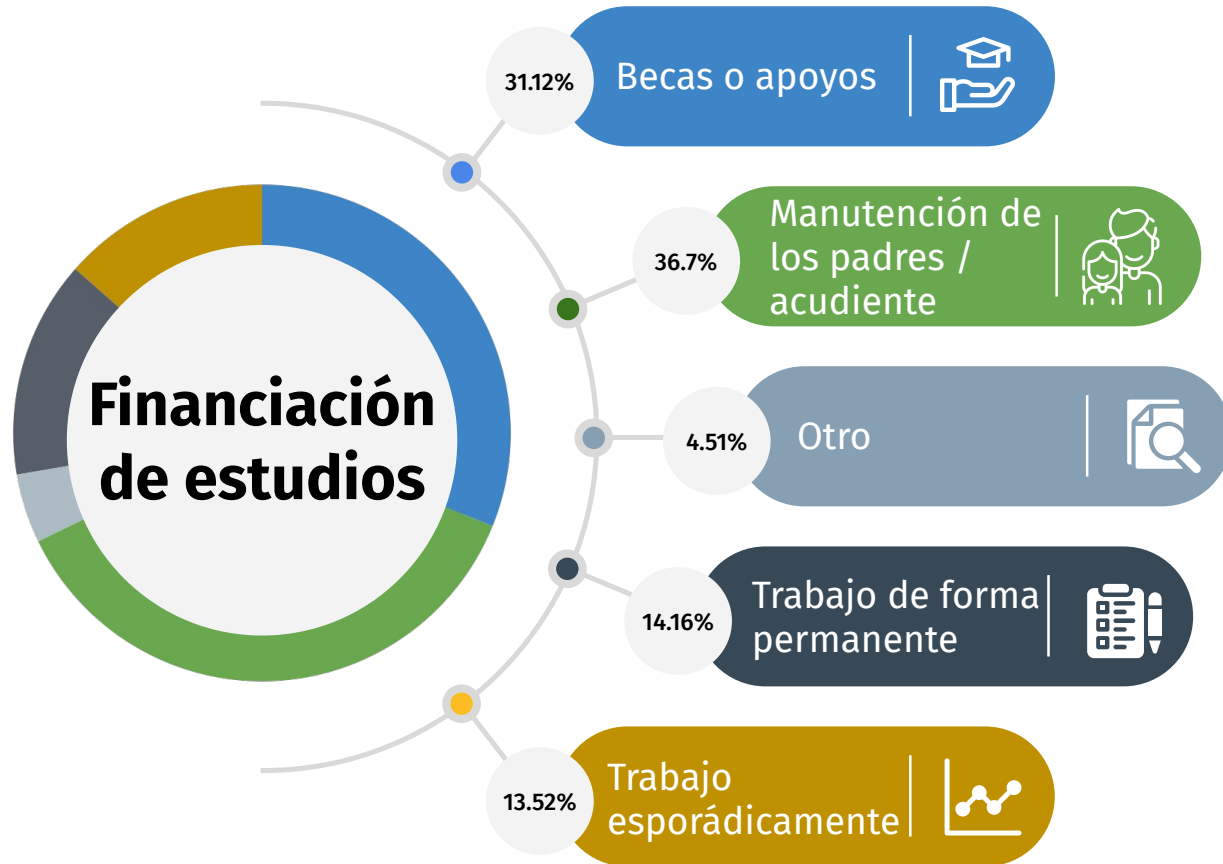 Financiación
de estudios
31.12%
Becas o apoyos
36.7%
Manutención de
los padres /
acudiente
4.51%
Otro
14.16%
Trabajo de forma
permanente
13.52%
Trabajo
esporádicamente